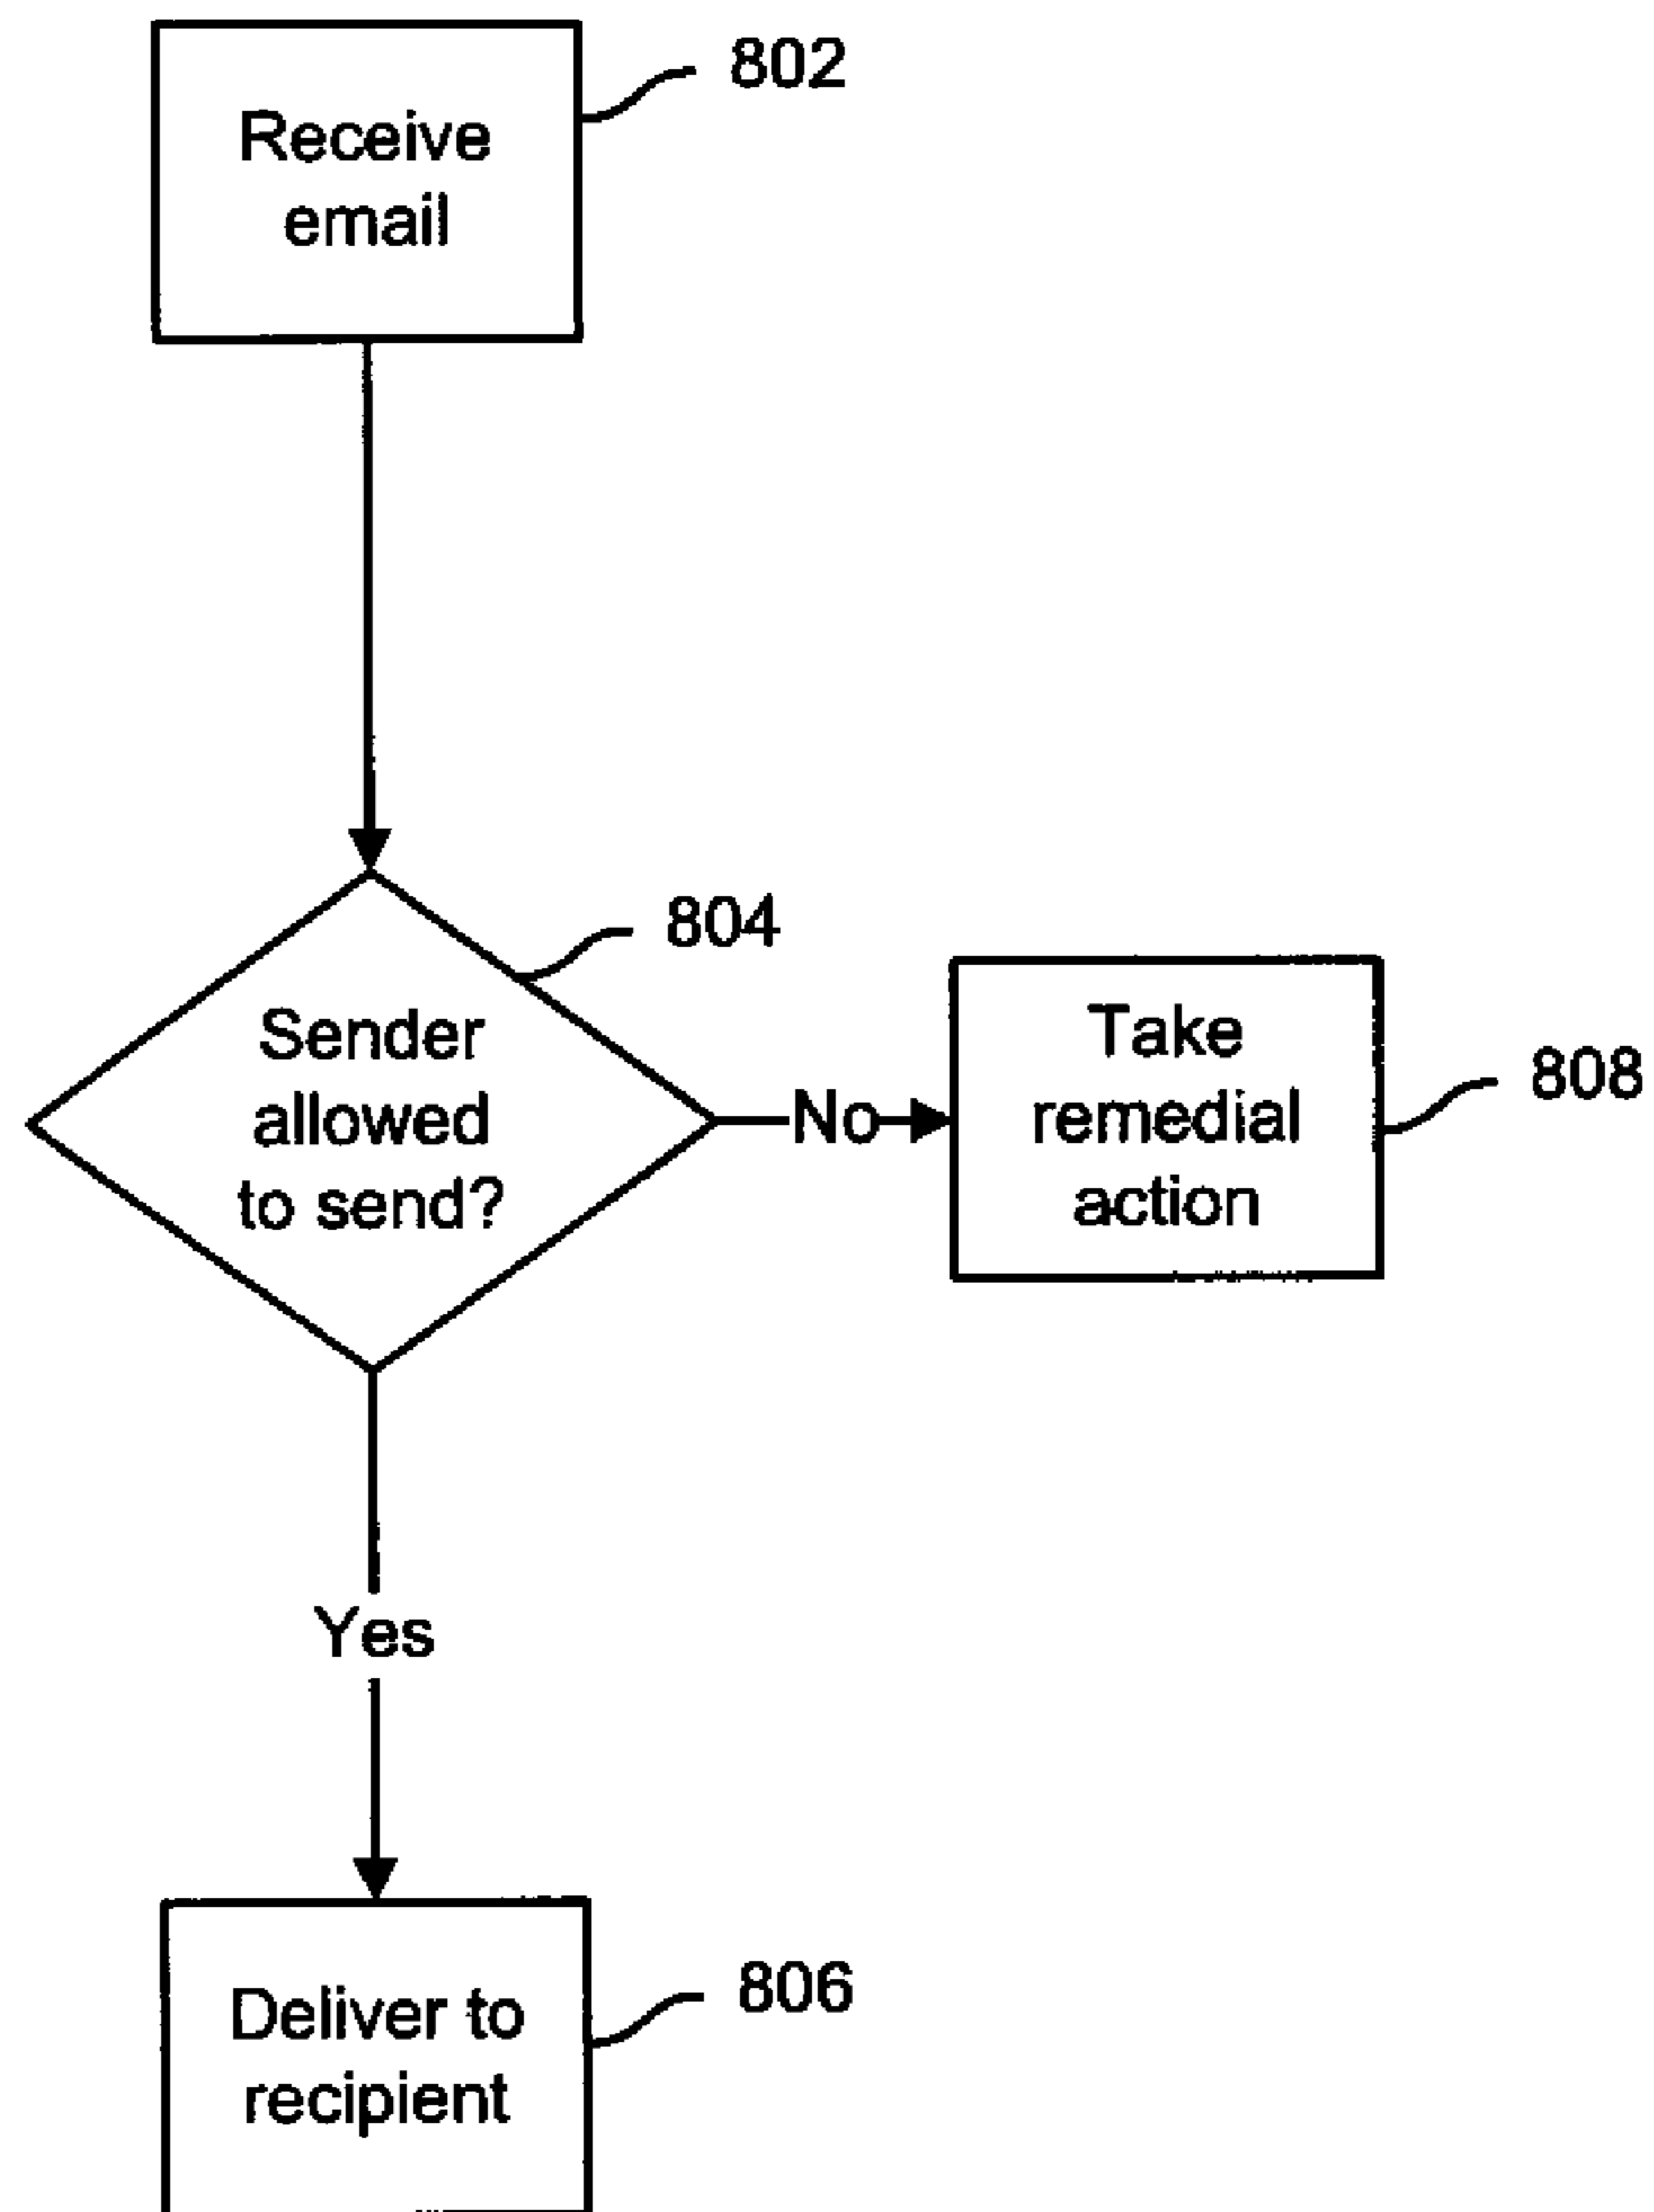 Receive
email
802
Sender
allowed
to send?
804
No
Take
remedial
action
808
Yes
Deliver to
recipient
806